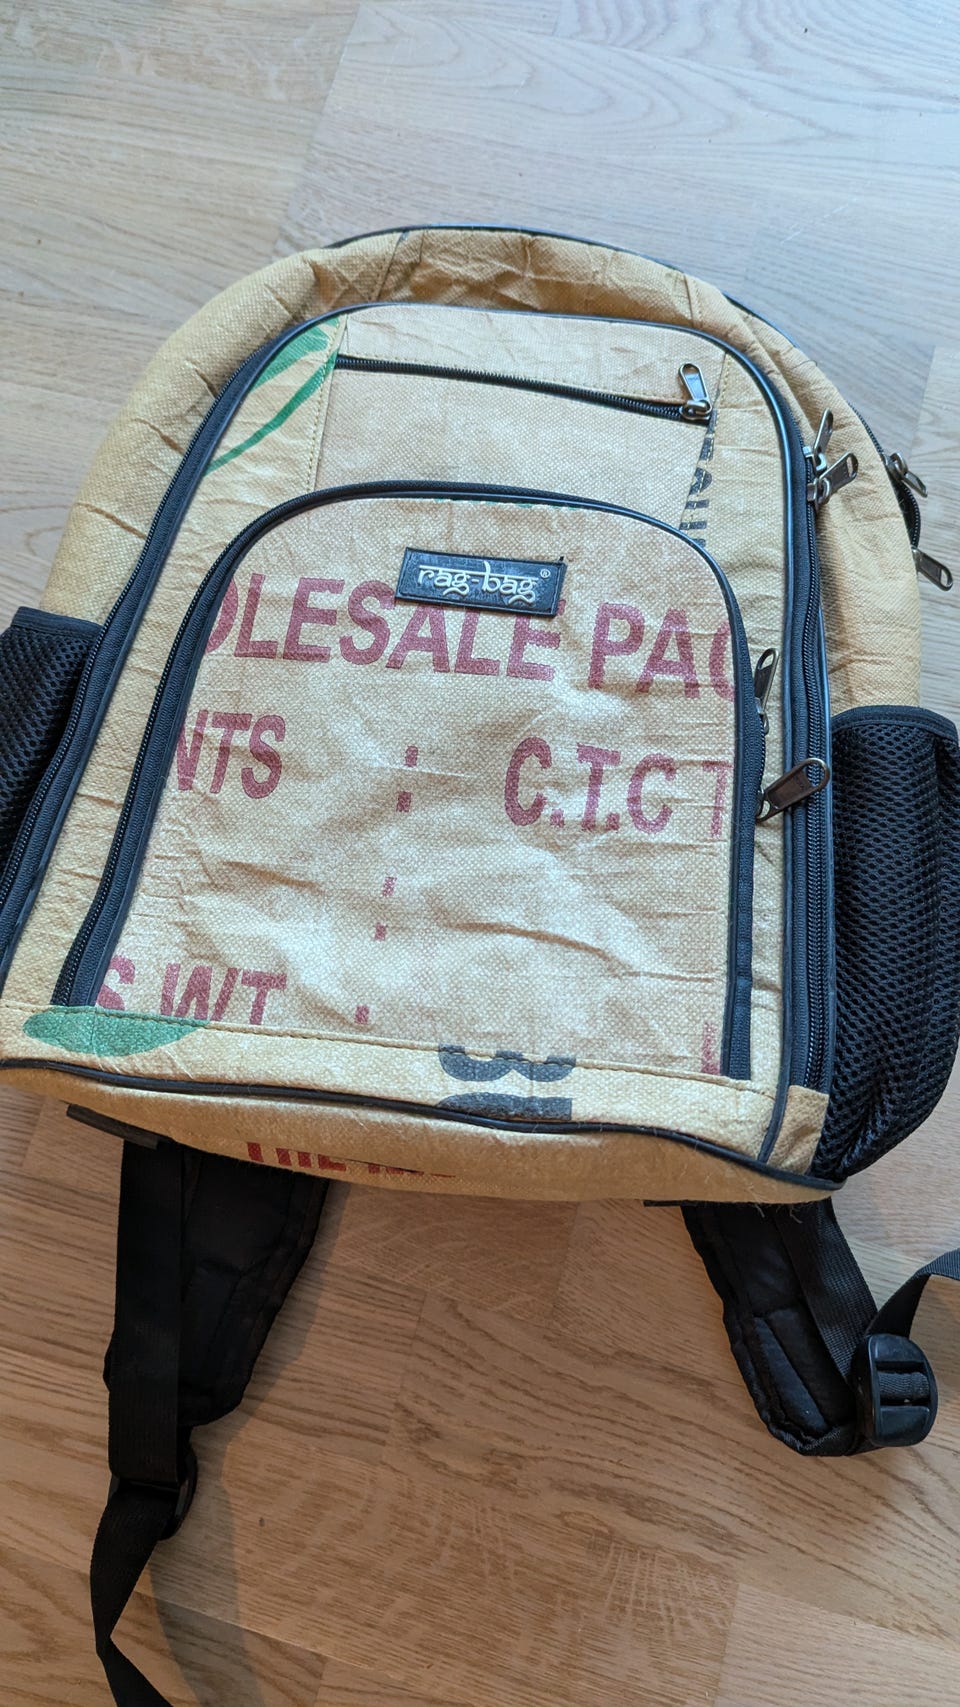 rag-bag®
OLESALE PAC
NTS : C.T.C T
:
S WT :